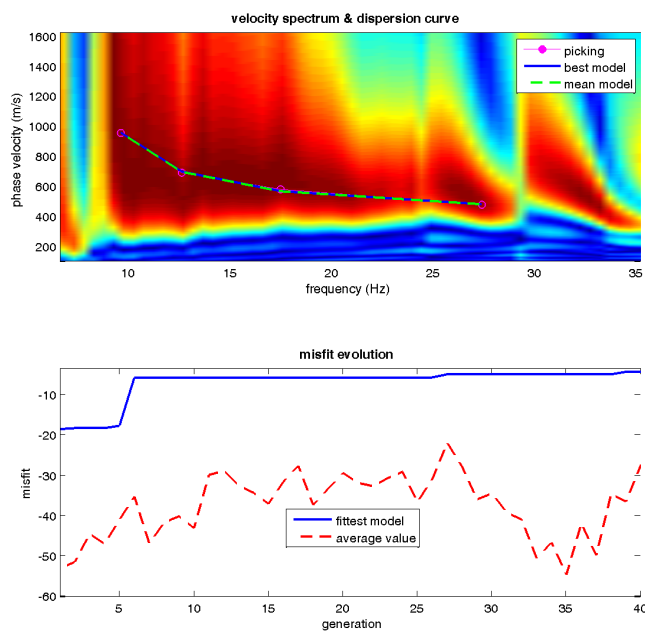 velocity spectrum & dispersion curve
1600
1400
1200
1000
800
600
400
200
phase velocity (m/s)
picking
best model
mean model
10 15 20 25 30 35
frequency (Hz)
misfit evolution
-10
-20
-30
-40
-50
-60
misfit
fittest model
average value
5 10 15 20 25 30 35 40
generation